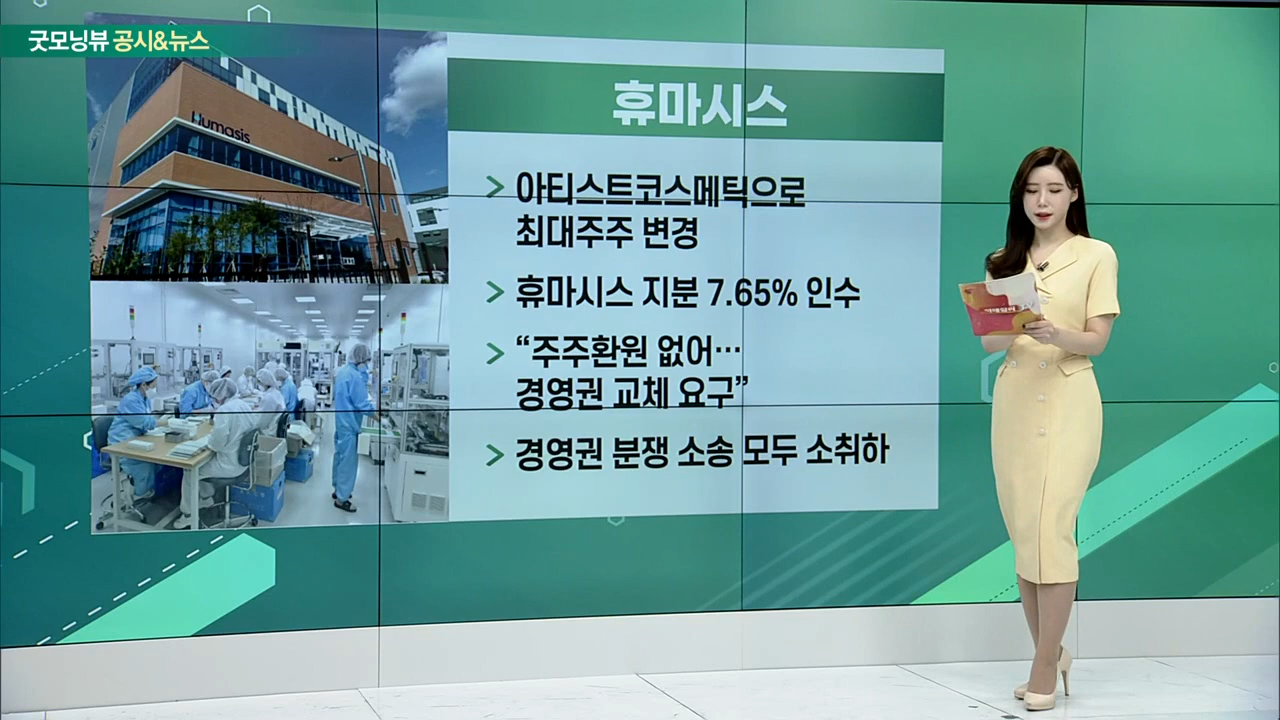 굿모닝뷰 공시&뉴스
Humasis
휴마시스
> 아티스트코스메틱으로
최대주주 변경
> 휴마시스 지분 7.65% 인수
> “주주환원 없어…
경영권 교체 요구”
> 경영권 분쟁 소송 모두 소취하